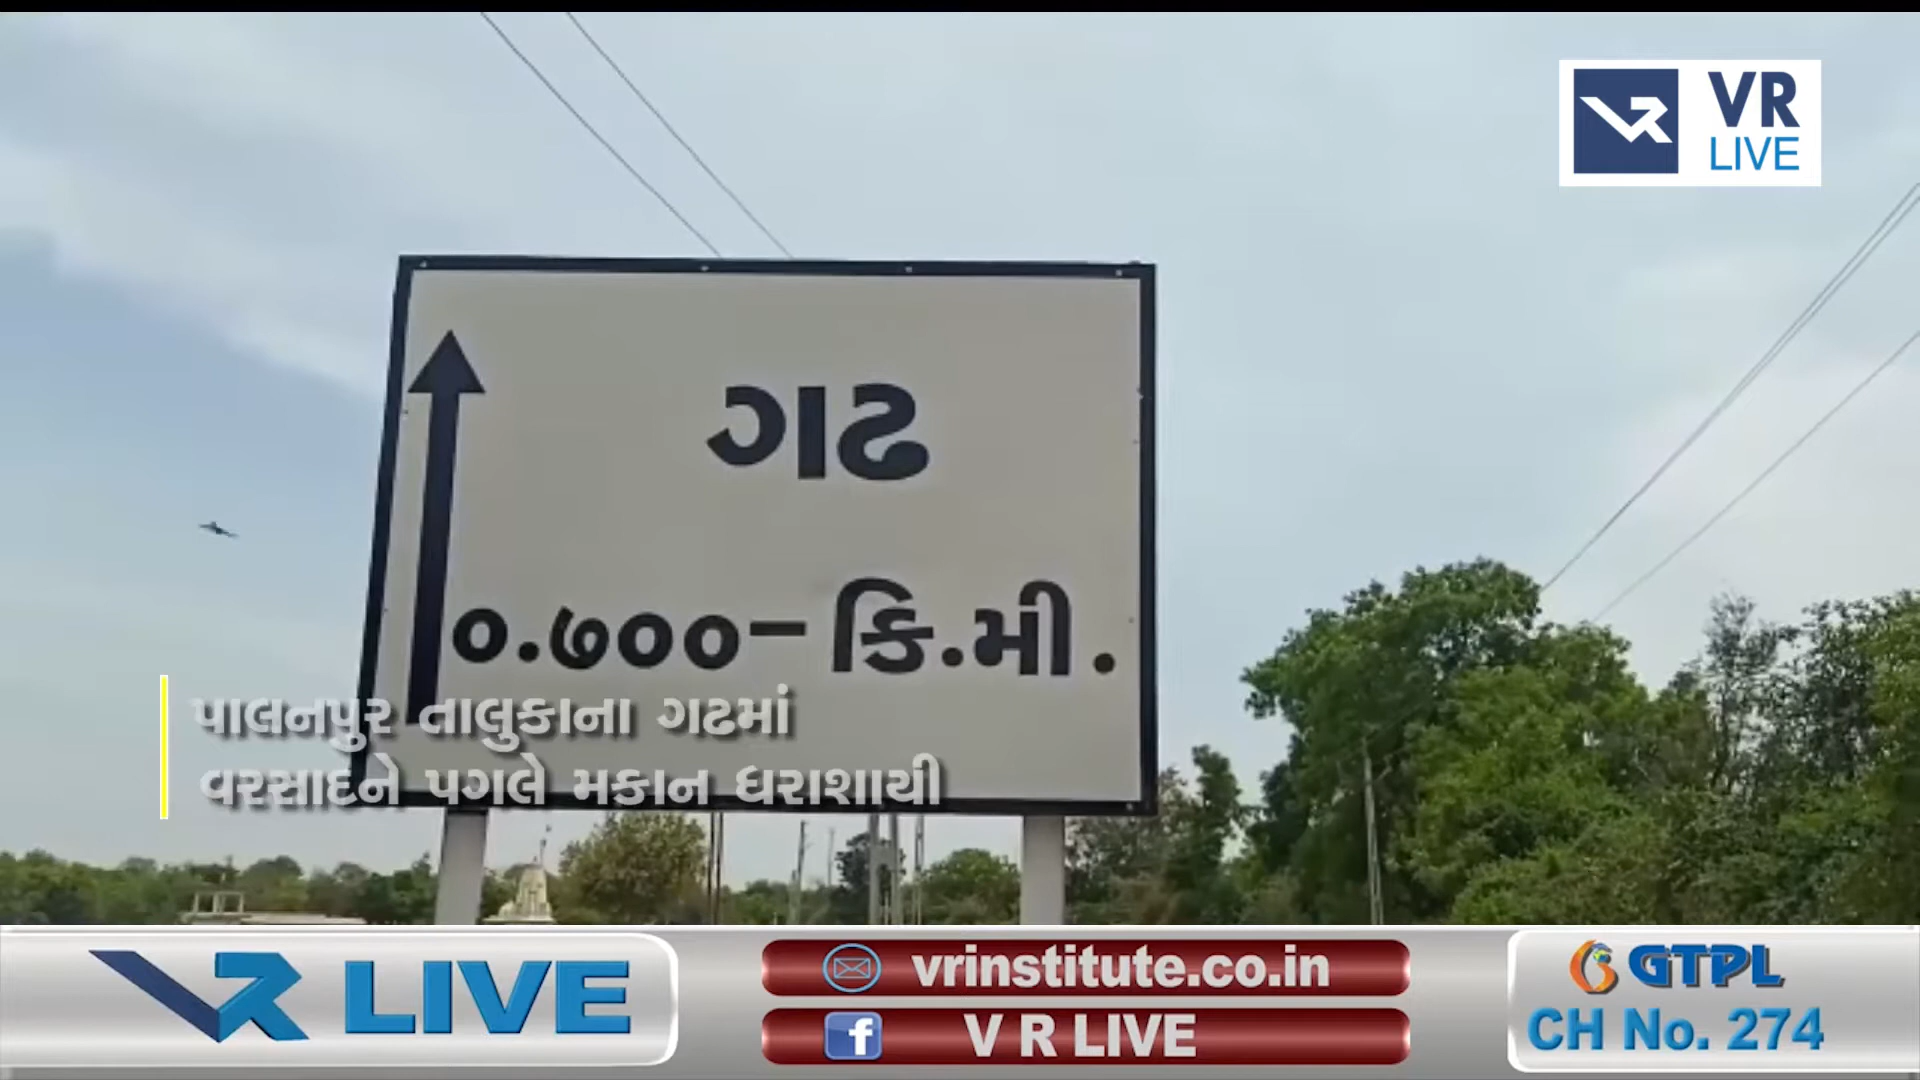 VR
LIVE
ગઢ
૦.૭૦૦- કિ.મી.
પાલનપુર તાલુકાના ગઢમાં
વરસાદને પગલે મકાન ધરાશાયી
VR LIVE
vrinstitute.co.in
V R LIVE
GTPL
CH No. 274